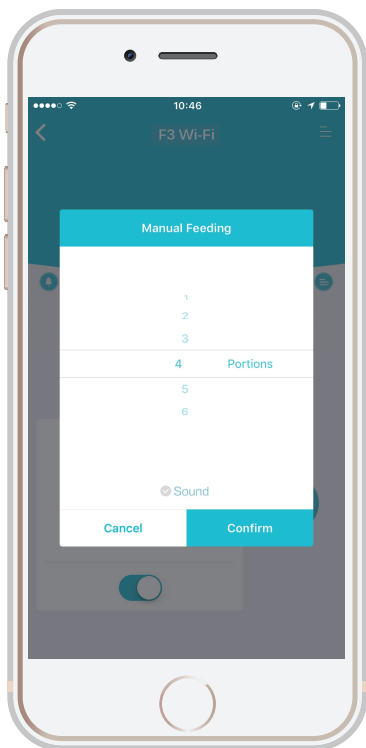 10:46
F3 Wi-Fi
Manual Feeding
1
2
3
4 Portions
5
6
Sound
Cancel Confirm